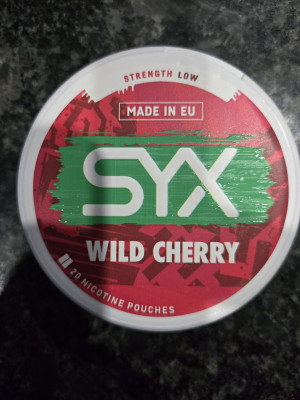 STRENGTH LOW
MADE IN EU
SYX
WILD CHERRY
20 NICOTINE POUCHES